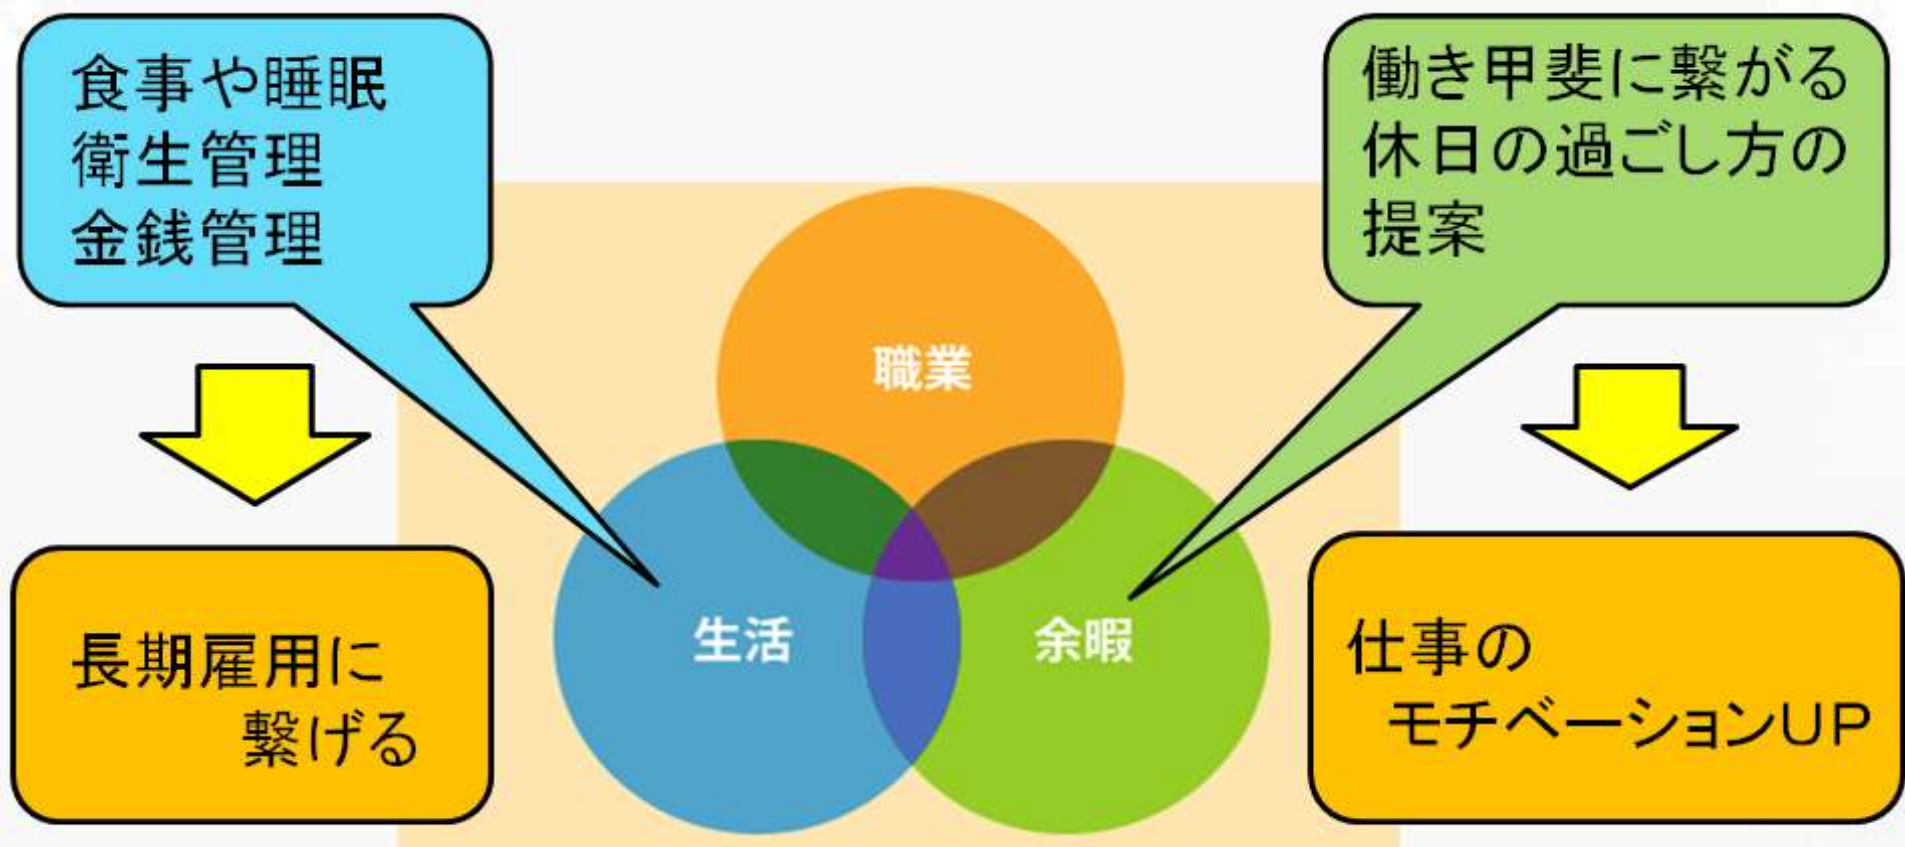 食事や睡眠
衛生管理
金銭管理
働き甲斐に繋がる
休日の過ごし方の
提案
職業
生活
余暇
長期雇用に
繋げる
仕事の
モチベーションUP